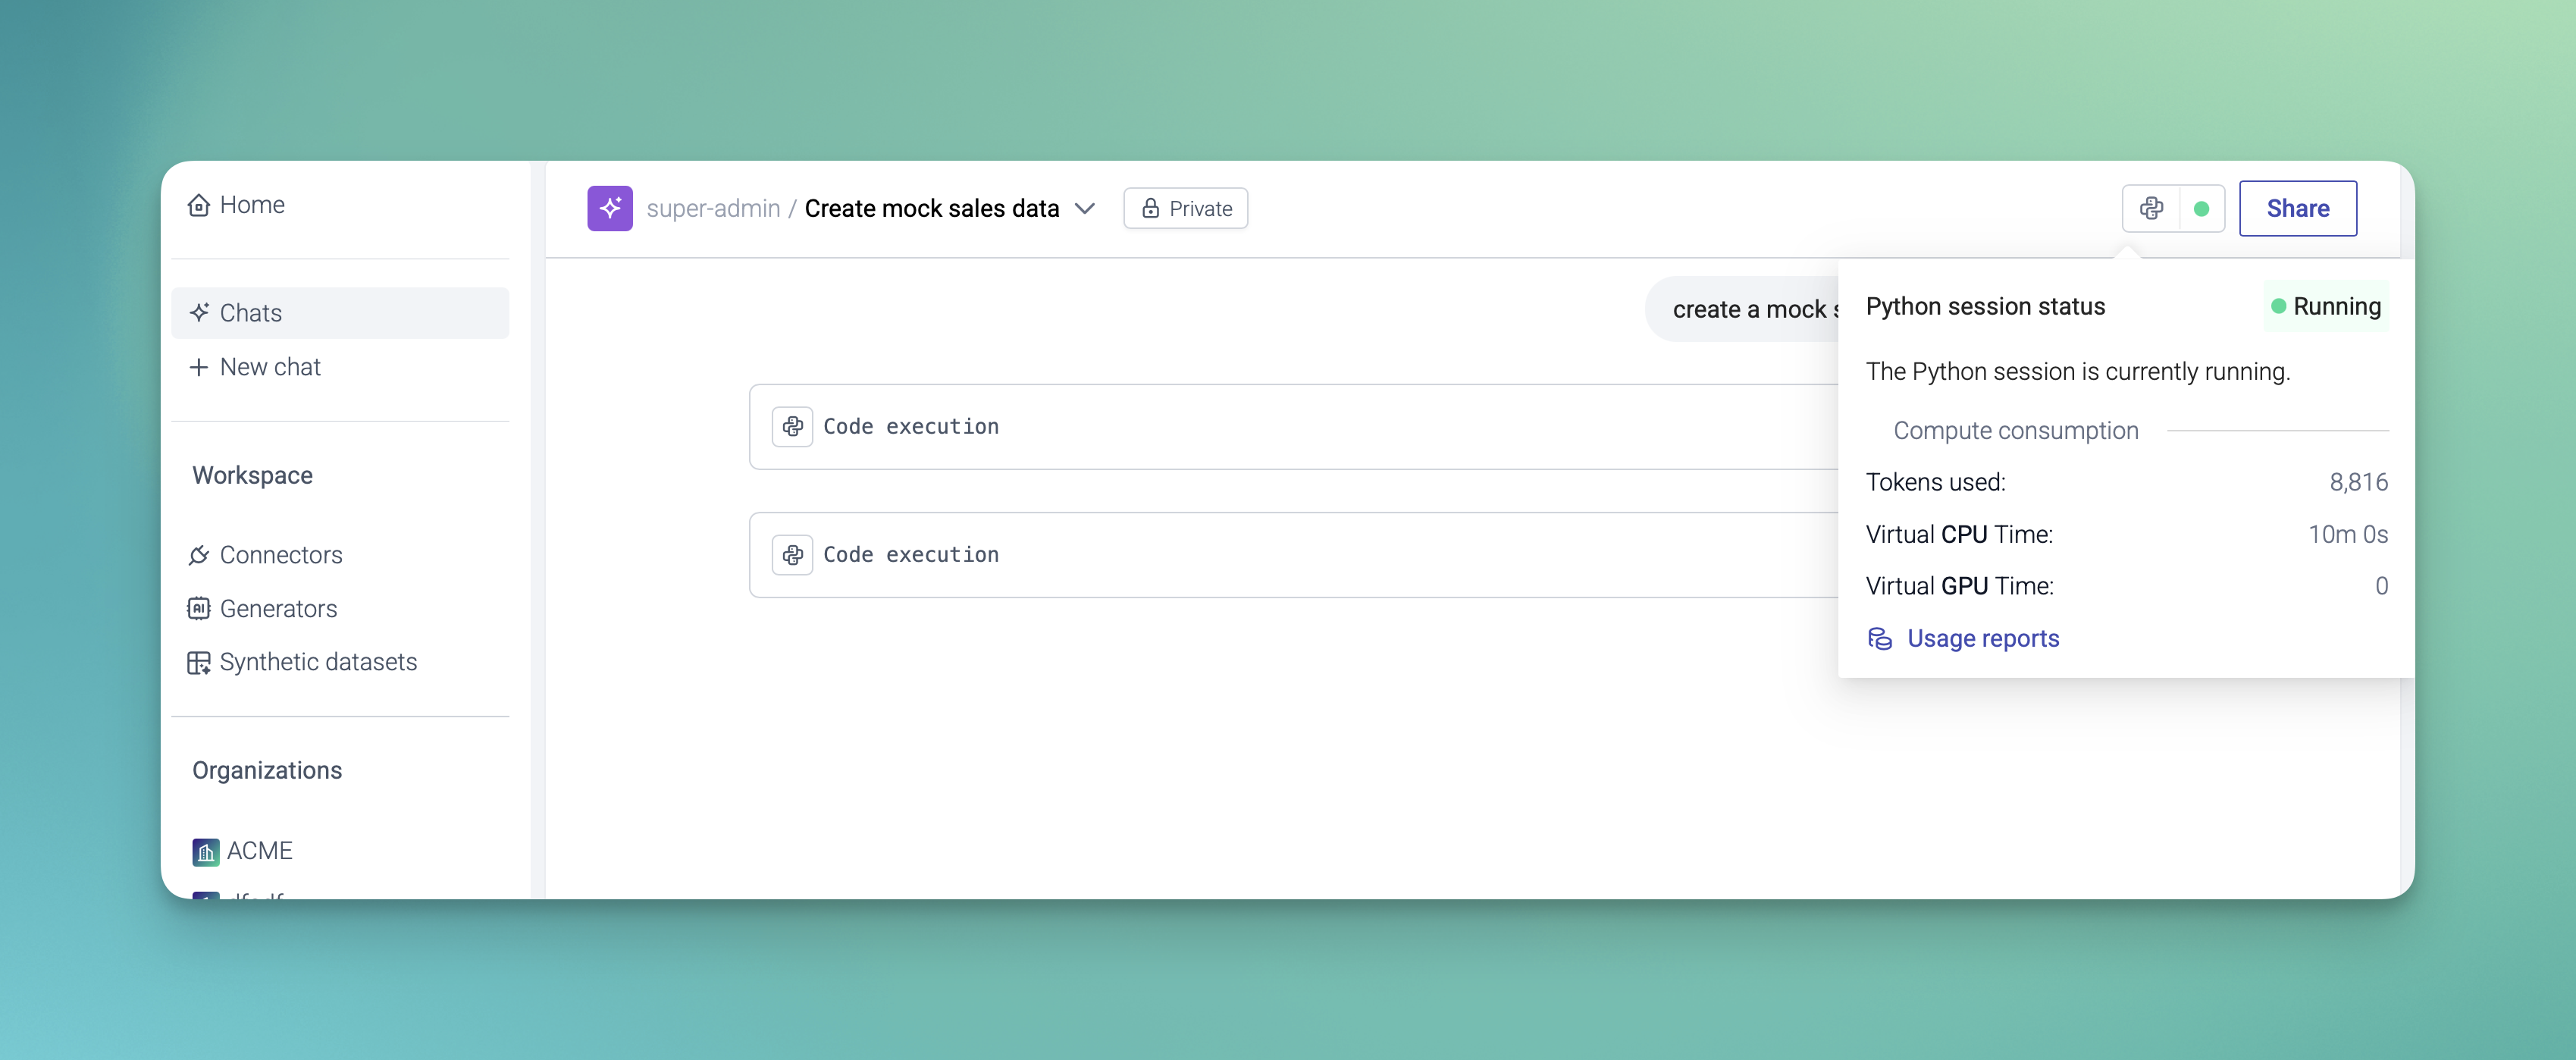 Home
Chats
New chat
Workspace
Connectors
Generators
Synthetic datasets
Organizations
ACME
super-admin / Create mock sales data
Private
Share
create a mock
Code execution
Code execution
Python session status
Running
The Python session is currently running.
Compute consumption
Tokens used: 8,816
Virtual CPU Time: 10m 0s
Virtual GPU Time: 0
Usage reports